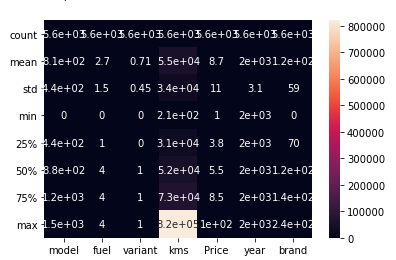 count 5.6e+03 5.6e+03 5.6e+03 5.6e+03 5.6e+03 5.6e+03 5.6e+03
mean 8.1e+02 2.7 0.71 5.5e+04 8.7 2e+03 1.2e+02
std 4.4e+02 1.5 0.45 3.4e+04 11 3.1 59
min 0 0 0 2.1e+02 1 2e+03 0
25% 4.4e+02 1 0 3.1e+04 3.8 2e+03 70
50% 8.8e+02 4 1 5.2e+04 5.5 2e+03 1.2e+02
75% 1.2e+03 4 1 7.3e+04 8.5 2e+03 1.4e+02
max 1.5e+03 4 1 8.2e+05 1e+02 2e+03 2.4e+02
model fuel variant kms Price year brand
800000
700000
600000
500000
400000
300000
200000
100000
0